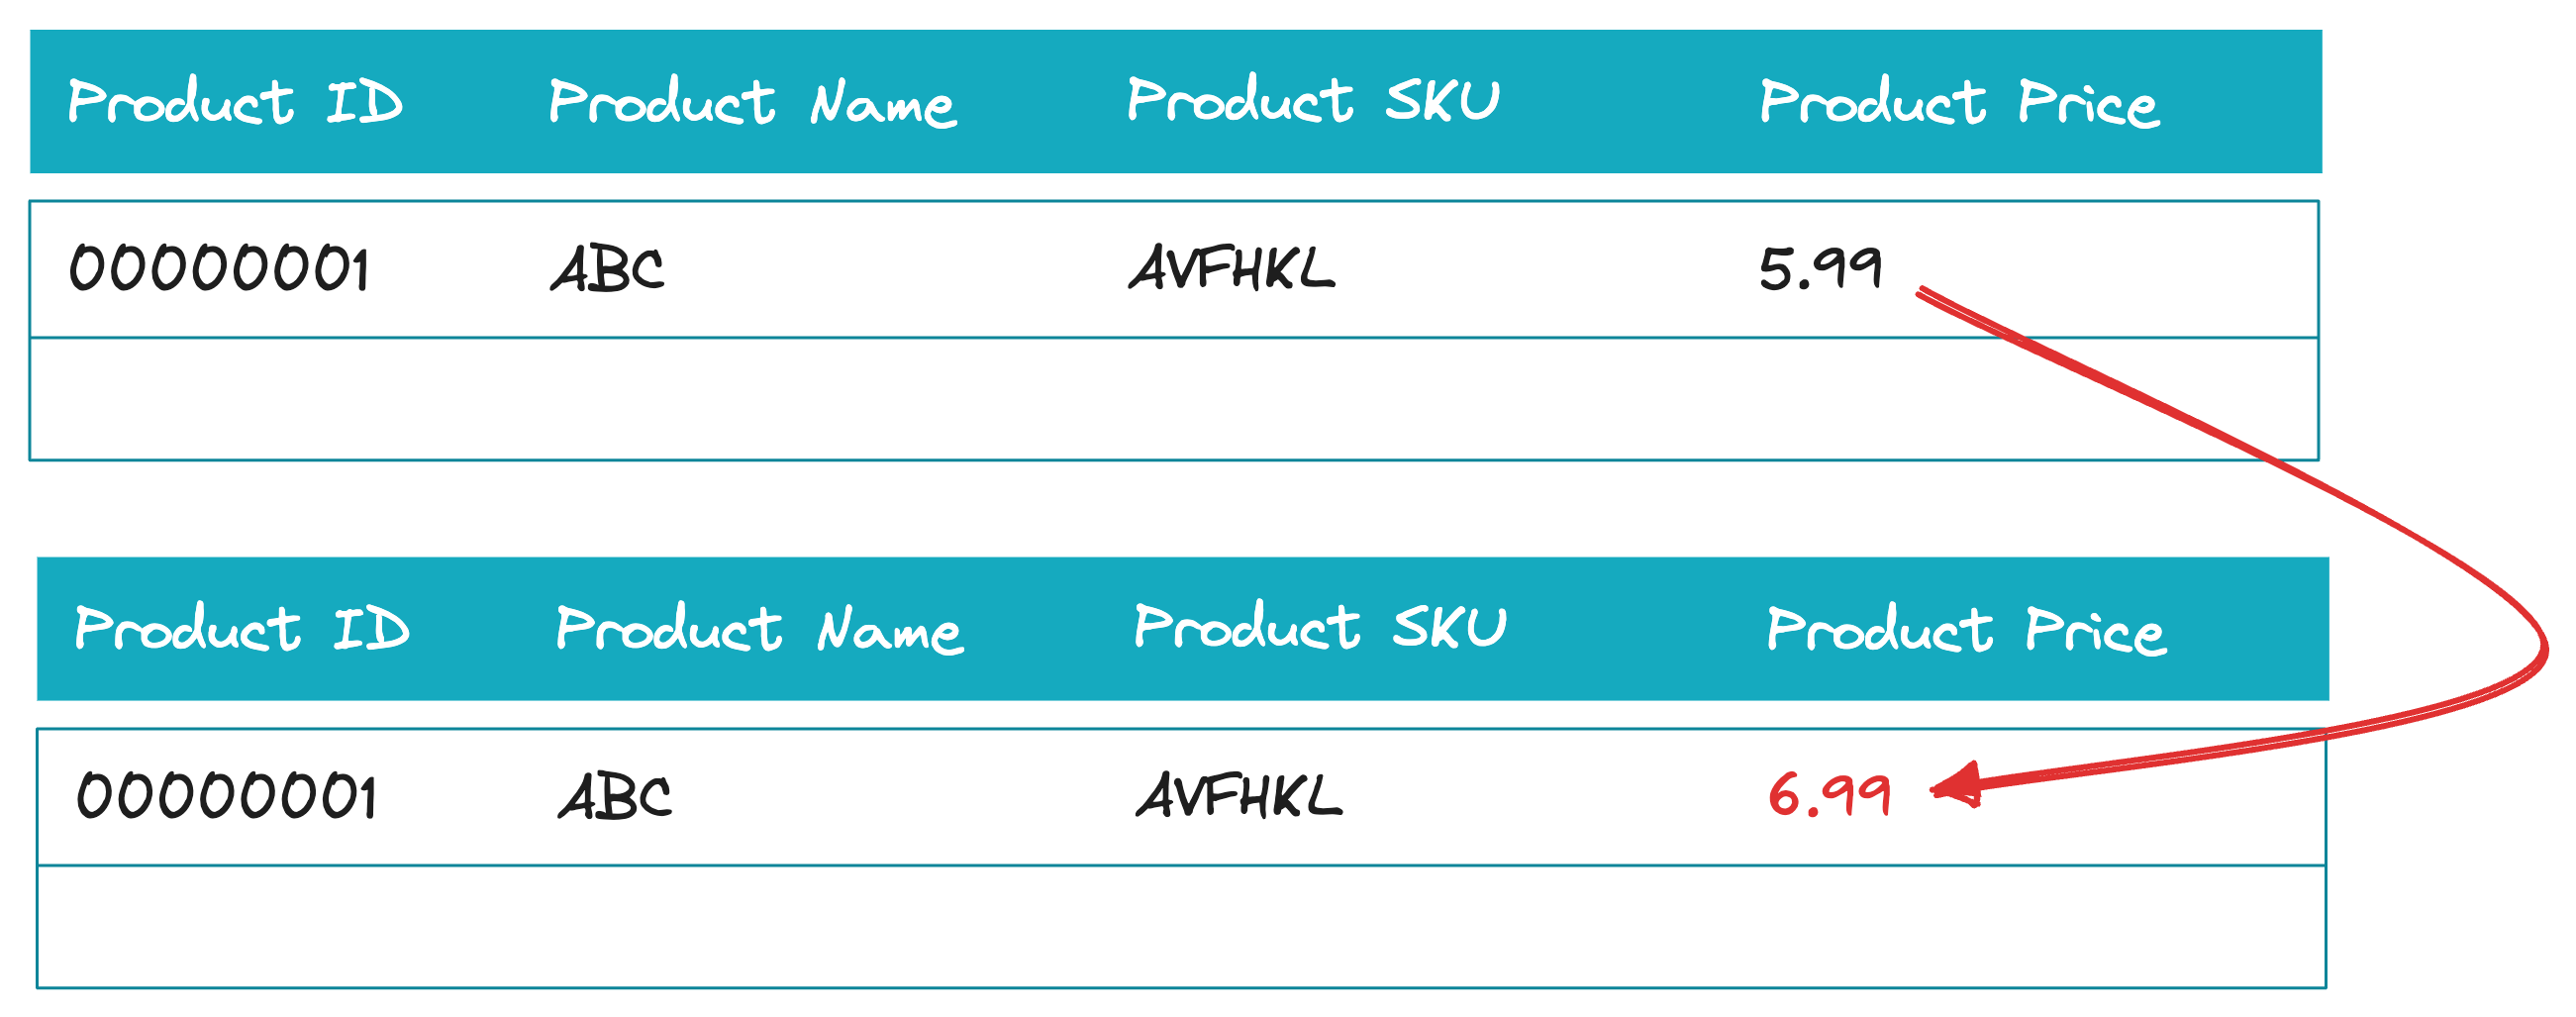 Product ID Product Name Product SKU Product Price
00000001 ABC AVFHKL 5.99
Product ID Product Name Product SKU Product Price
00000001 ABC AVFHKL 6.99